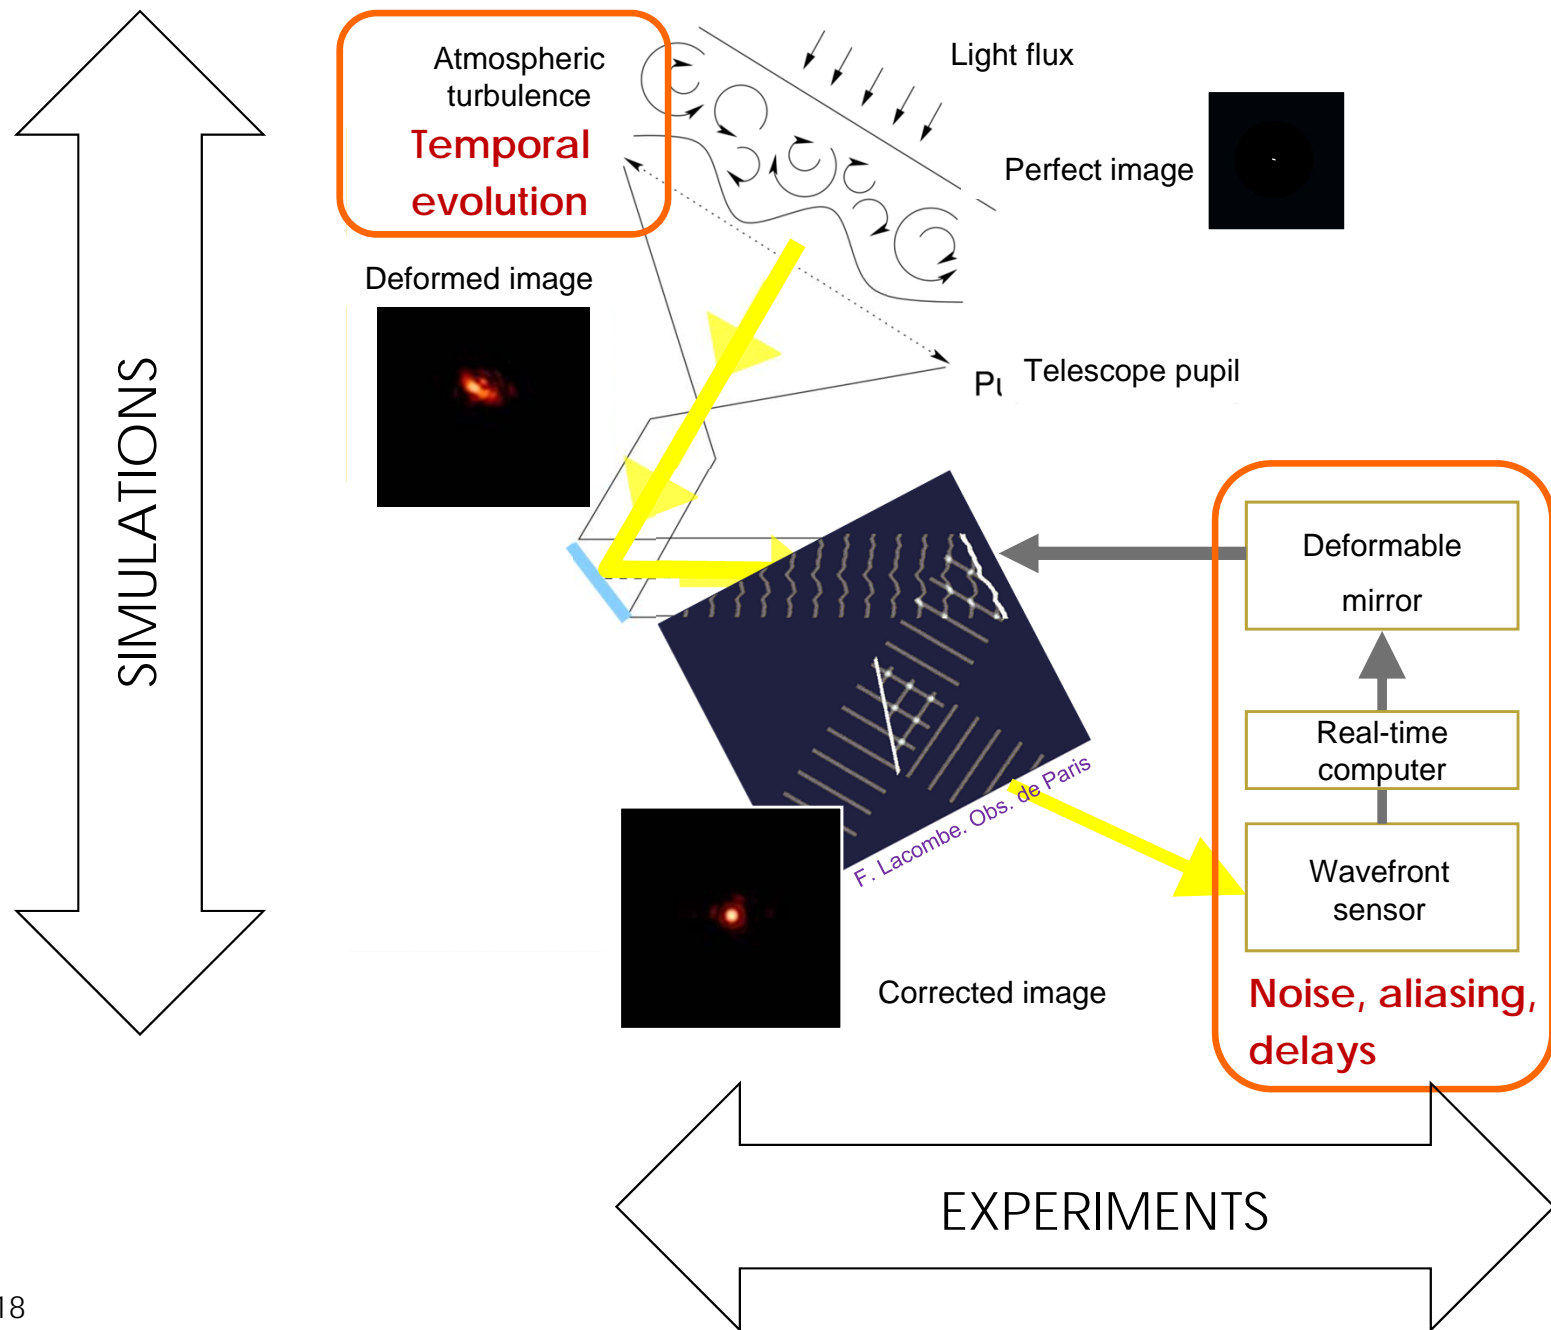 Atmospheric
turbulence
Temporal
evolution
Light flux
Perfect image
Deformed image
Telescope pupil
SIMULATIONS
Deformable
mirror
Real-time
computer
Wavefront
sensor
F. Lacombe. Obs. de Paris
Corrected image
Noise, aliasing,
delays
EXPERIMENTS
18